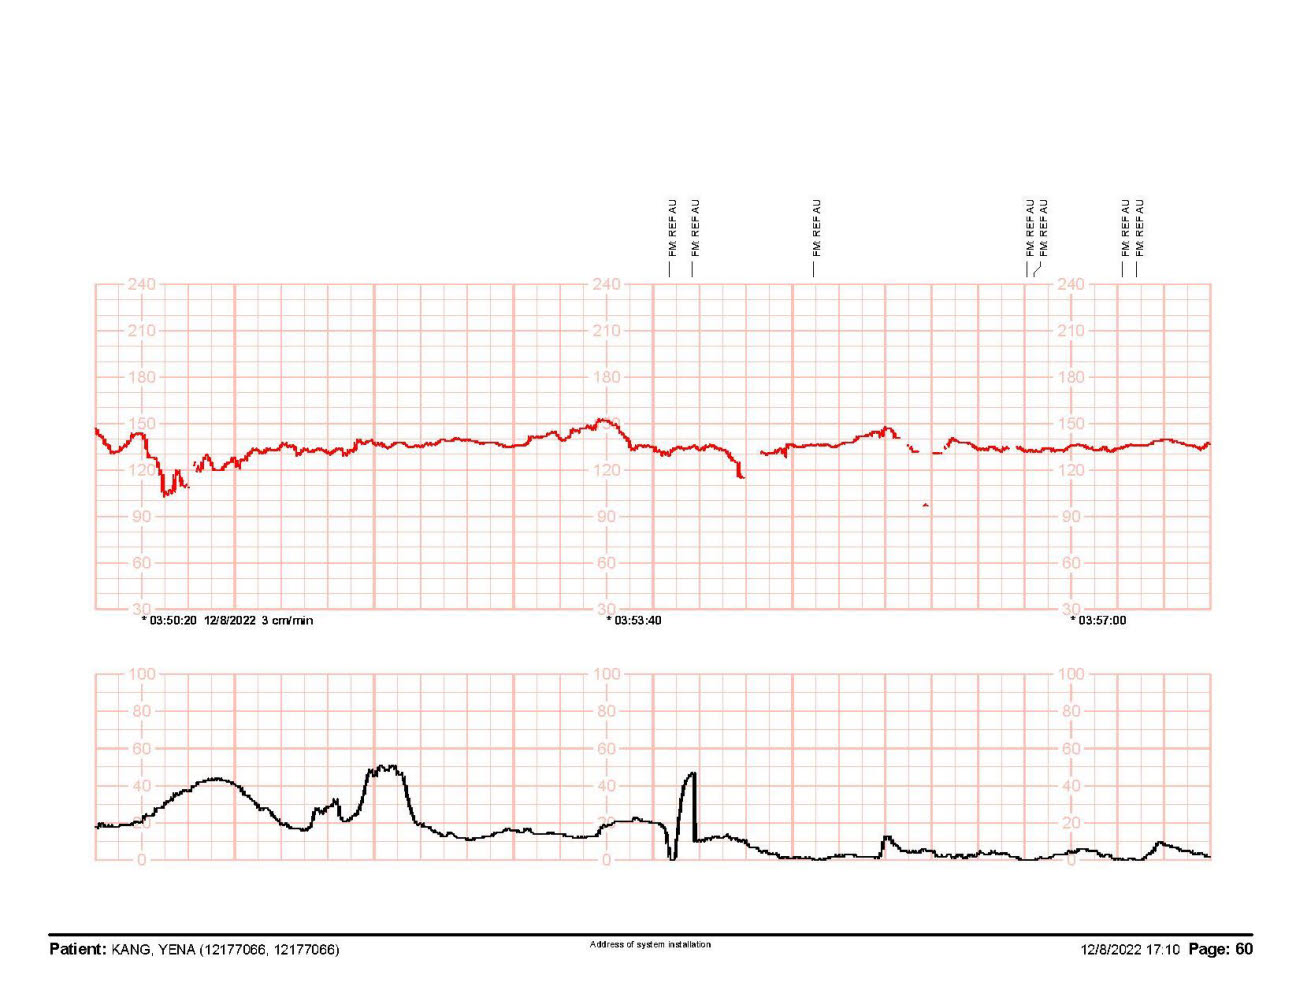 FM: REF AU
FM: REF AU
FM: REF AU
FM: REF AU
FM: REF AU
FM: REF AU
FM: REF AU
240 240 240
210 210 210
180 180 180
150 150 150
120 120 120
90 90 90
60 60 60
30 30 30
* 03:50:20 12/8/2022 3 cm/min * 03:53:40 * 03:57:00
100 100 100
80 80 80
60 60 60
40 40 40
20 20 20
0 0 0
Patient: KANG, YENA (12177066, 12177066) Address of system installation 12/8/2022 17:10 Page: 60